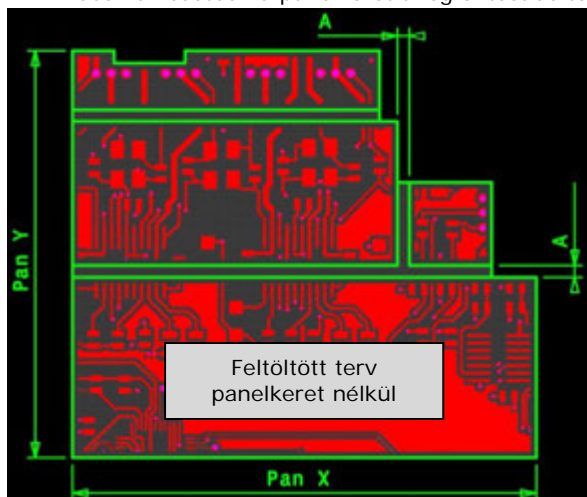 A
Pan Y
A
Feltöltött terv
panelkeret nélkül
Pan X